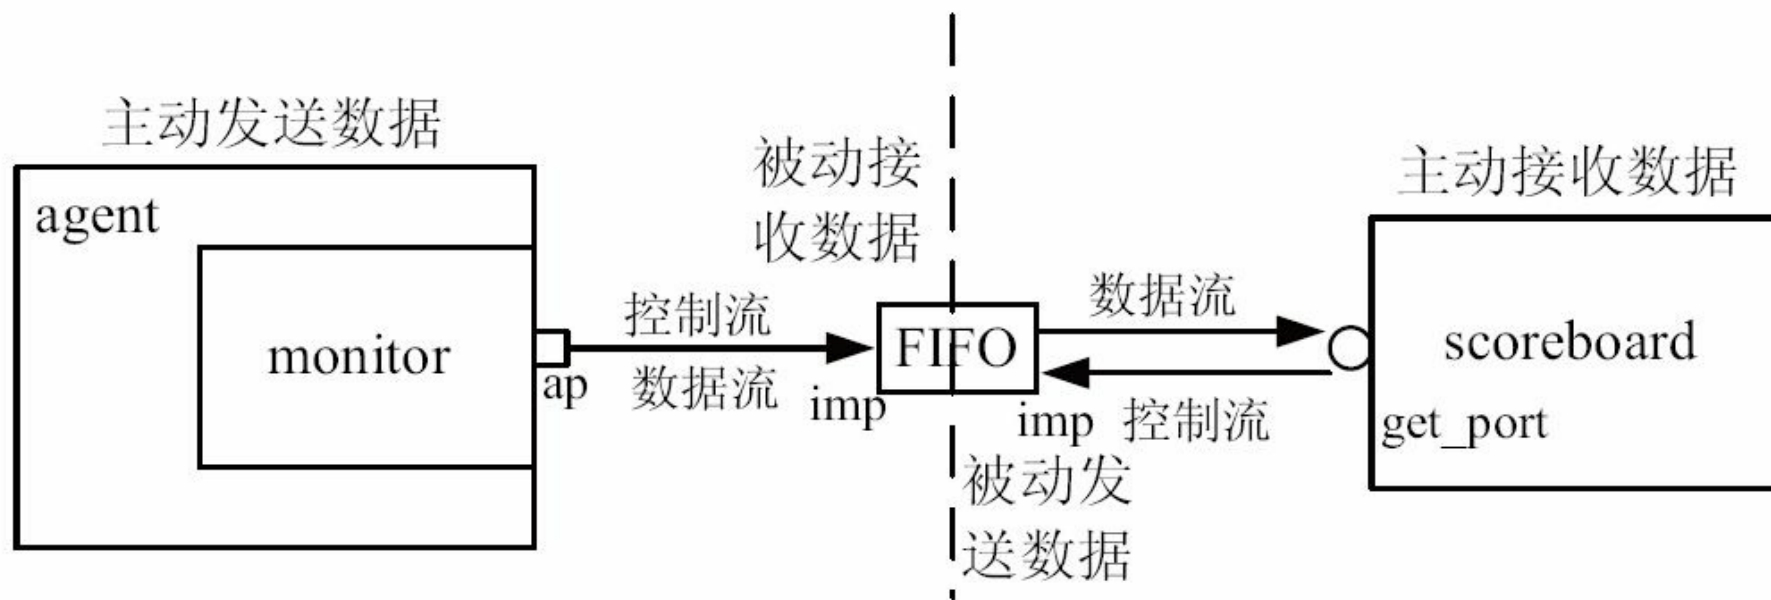 主动发送数据
agent
monitor
ap
控制流
数据流
被动接
收数据
imp
FIFO
imp
被动发
送数据
数据流
控制流
主动接收数据
scoreboard
get_port